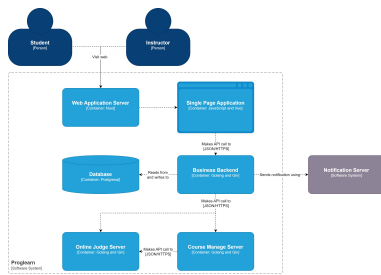 Student
[Person]
Instructor
[Person]
Visit web
Web Application Server
[Container: Nuxt]
Single Page Application
[Container: JavaScript and Vue]
Makes API call to
[JSON/HTTPS]
Database
[Container: Postgresql]
Reads from
and writes to
Business Backend
[Container: Golang and Gin]
Sends notification using
Notification Server
[Software System]
Online Judge Server
[Container: Golang and Gin]
Makes API call to
[JSON/HTTPS]
Course Manage Server
[Container: Golang and Gin]
Makes API call to
[JSON/HTTPS]
Proglearn
[Software System]